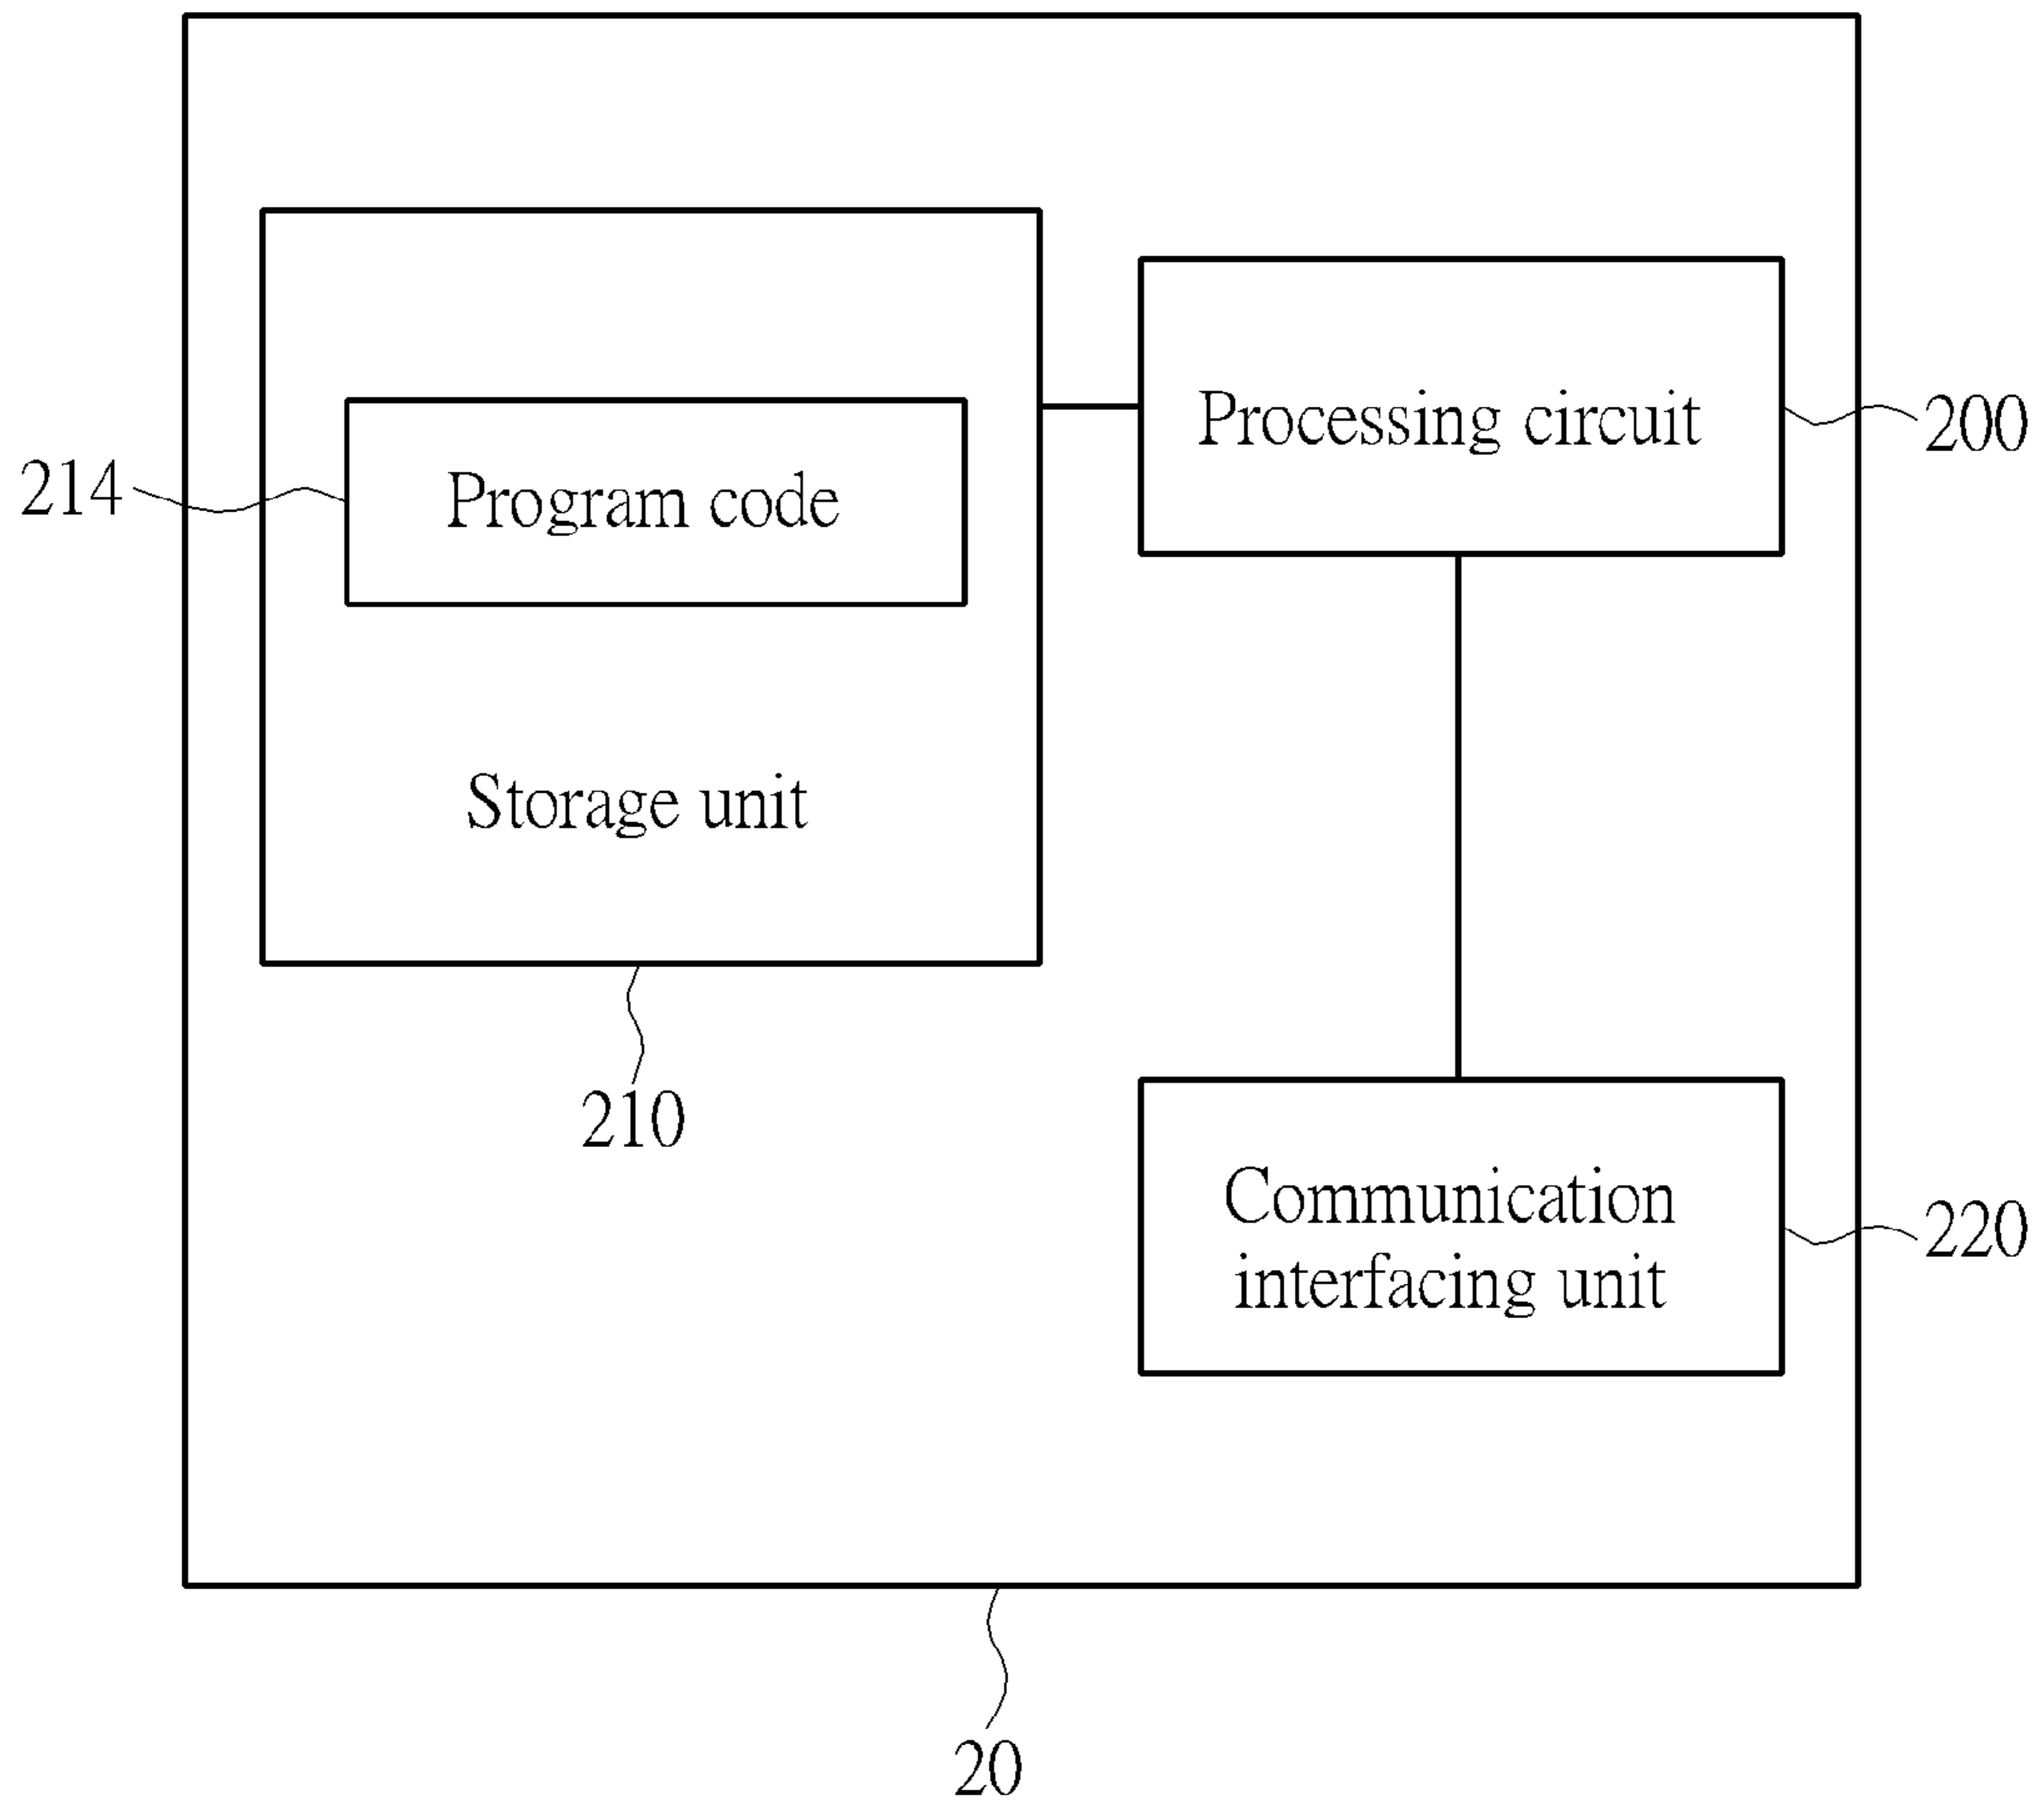 Processing circuit
200
214
Program code
Storage unit
210
Communication
interfacing unit
220
20